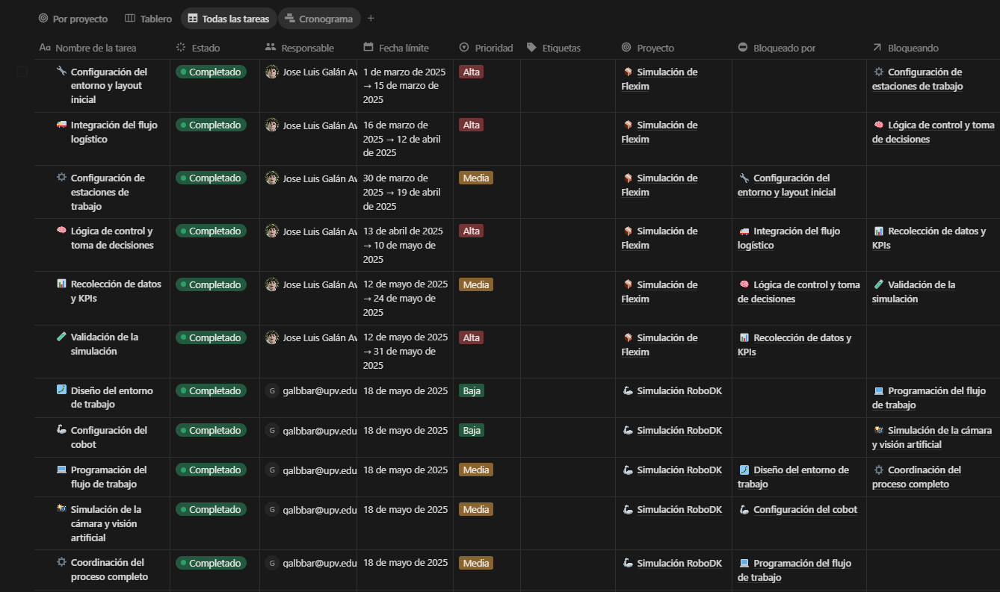 Por proyecto Tablero Todas las tareas Cronograma
Aa Nombre de la tarea Estado Responsable Fecha límite Prioridad Etiquetas Proyecto Bloqueado por Bloqueando
Configuración del Completado Jose Luis Galán Av 1 de marzo de 2025 Alta Simulación de Configuración de
entorno y layout → 15 de marzo de Flexim estaciones de trabajo
inicial 2025
Integración del flujo Completado Jose Luis Galán Av 16 de marzo de Alta Simulación de Lógica de control y toma
logístico 2025 → 12 de abril Flexim de decisiones
de 2025
Configuración de Completado Jose Luis Galán Av 30 de marzo de Media Simulación de Configuración del
estaciones de 2025 → 19 de abril Flexim entorno y layout inicial
trabajo de 2025
Lógica de control y Completado Jose Luis Galán Av 13 de abril de 2025 Alta Simulación de Integración del flujo Recolección de datos y
toma de decisiones → 10 de mayo de Flexim logístico KPIs
2025
Recolección de datos Completado Jose Luis Galán Av 12 de mayo de 2025 Media Simulación de Lógica de control y toma Validación de la
y KPIs → 24 de mayo de Flexim de decisiones simulación
2025
Validación de la Completado Jose Luis Galán Av 12 de mayo de 2025 Alta Simulación de Recolección de datos y
simulación → 31 de mayo de Flexim KPIs
2025
Diseño del entorno Completado G galbbar@upv.edu 18 de mayo de 2025 Baja Simulación RoboDK Programación del flujo
de trabajo de trabajo
Configuración del Completado G galbbar@upv.edu 18 de mayo de 2025 Baja Simulación RoboDK Simulación de la cámara
cobot y visión artificial
Programación del Completado G galbbar@upv.edu 18 de mayo de 2025 Media Simulación RoboDK Diseño del entorno de Coordinación del
flujo de trabajo trabajo proceso completo
Simulación de la Completado G galbbar@upv.edu 18 de mayo de 2025 Media Simulación RoboDK Configuración del cobot
cámara y visión
artificial
Coordinación del Completado G galbbar@upv.edu 18 de mayo de 2025 Media Simulación RoboDK Programación del flujo
proceso completo de trabajo